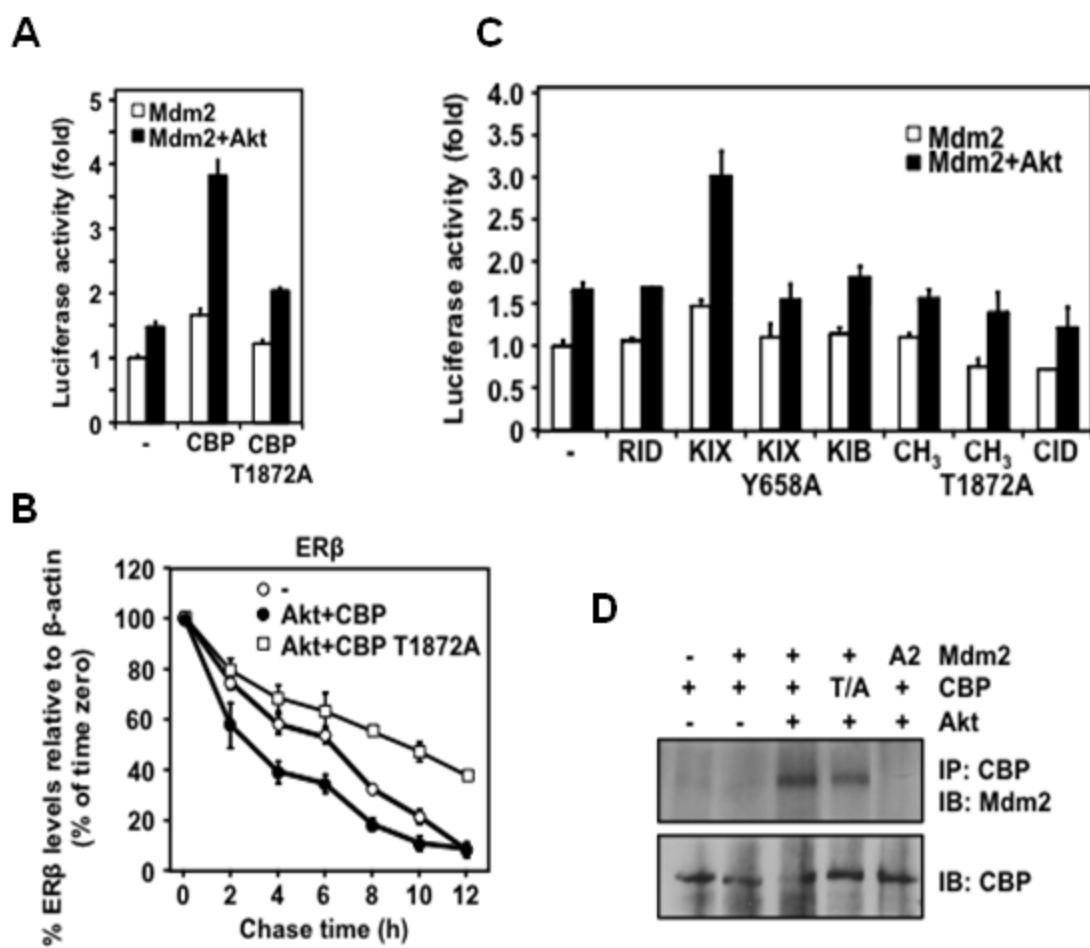 A
Luciferase activity (fold)
5
4
3
2
1
0
Mdm2
Mdm2+Akt
- CBP CBP
T1872A
C
Luciferase activity (fold)
4.0
3.5
3.0
2.5
2.0
1.5
1.0
0.5
0
Mdm2
Mdm2+Akt
- RID KIX KIX KIB CH3 CH3 CID
Y658A T1872A
B
ERβ
% ERβ levels relative to β-actin
(% of time zero)
120
100
80
60
40
20
0
-
Akt+CBP
Akt+CBP T1872A
0 2 4 6 8 10 12
Chase time (h)
D
- + + + A2 Mdm2
+ + + T/A + CBP
- - + + + Akt
IP: CBP
IB: Mdm2
IB: CBP